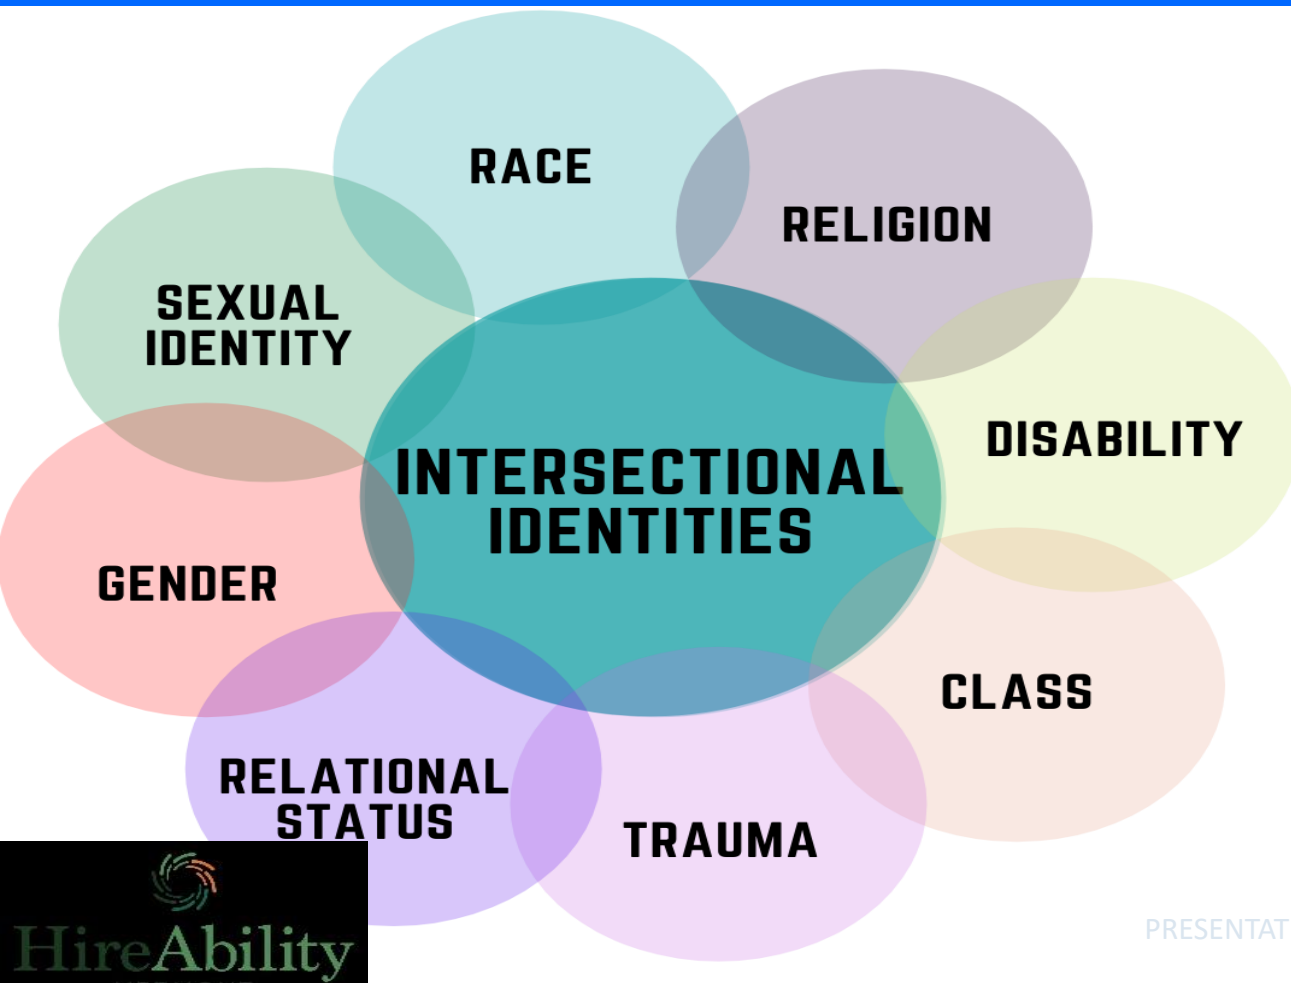 RACE
RELIGION
SEXUAL
IDENTITY
DISABILITY
INTERSECTIONAL
IDENTITIES
GENDER
CLASS
RELATIONAL
STATUS
TRAUMA
HireAbility
PRESENTAT